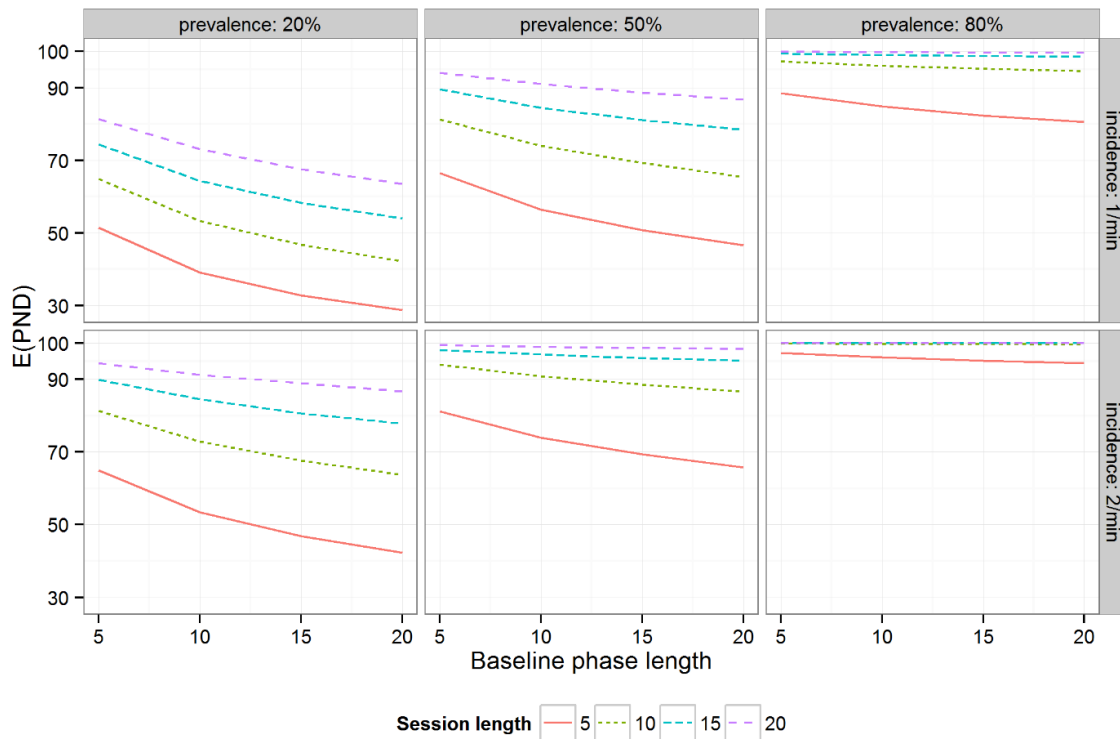 prevalence: 20% prevalence: 50% prevalence: 80%
100
90
70
50
30
incidence: 1/min
E(PND)
100
90
70
50
30
incidence: 2/min
5 10 15 20 5 10 15 20 5 10 15 20
Baseline phase length
Session length 5 10 15 20